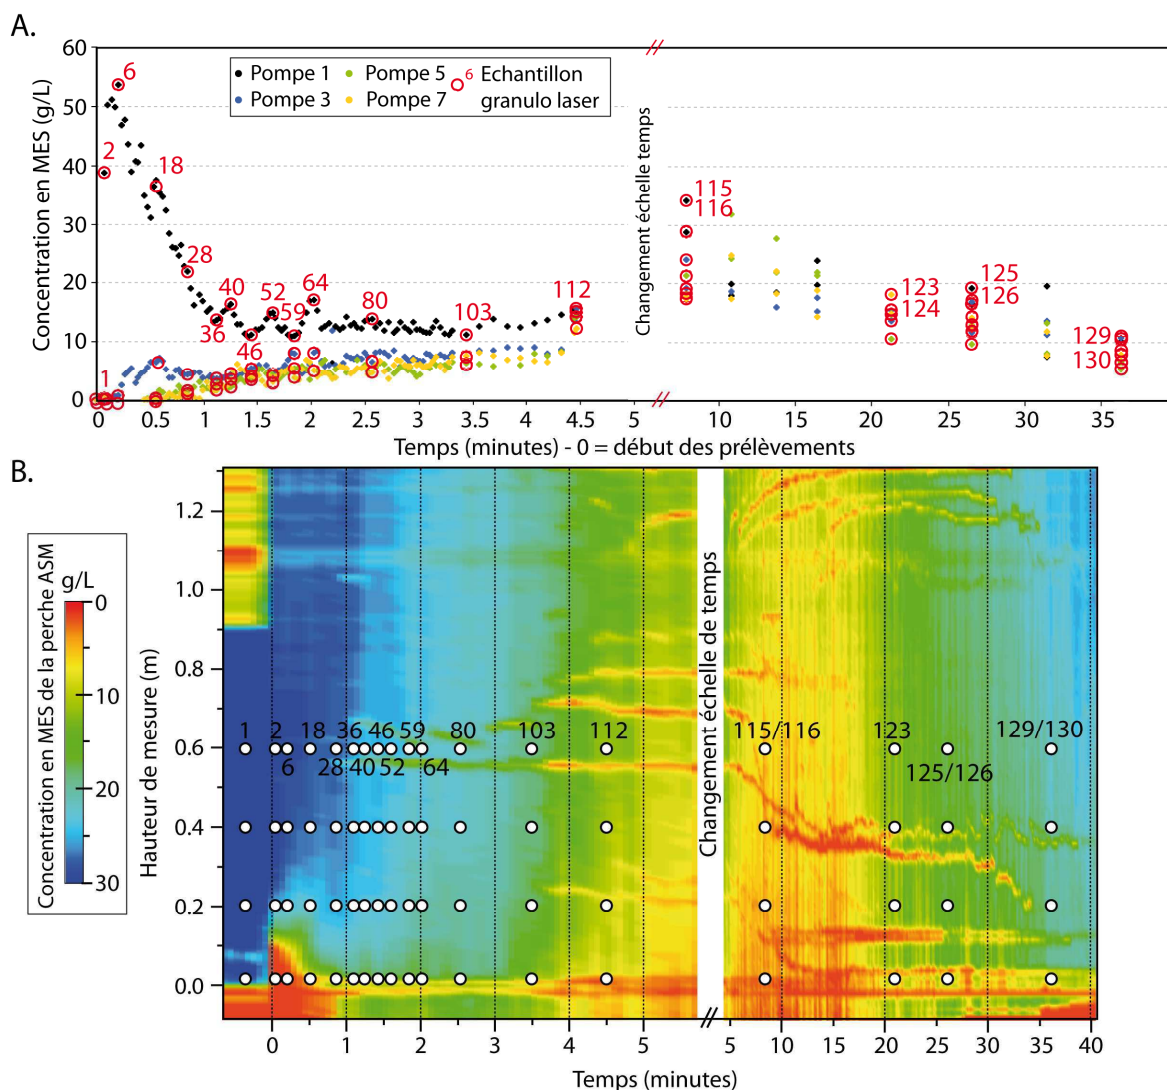 A.
Concentration en MES (g/L)
60
50
40
30
20
10
0
Pompe 1
Pompe 5
6 Echantillon
granulo laser
Pompe 3
Pompe 7
1
2
6
18
28
36
40
46
52
59
64
80
103
112
Changement échelle temps
115
116
123
124
125
126
129
130
0 0.5 1 1.5 2 2.5 3 3.5 4 4.5 5 10 15 20 25 30 35
Temps (minutes) - 0 = début des prélèvements
B.
Concentration en MES de la perche ASM
g/L
0
10
20
30
Hauteur de mesure (m)
1.2
1.0
0.8
0.6
0.4
0.2
0.0
1 2 18 36 46 59 80 103 112 115/116 123 129/130
6 28 40 52 64 125/126
Changement échelle de temps
0 1 2 3 4 5 5 10 15 20 25 30 35 40
Temps (minutes)